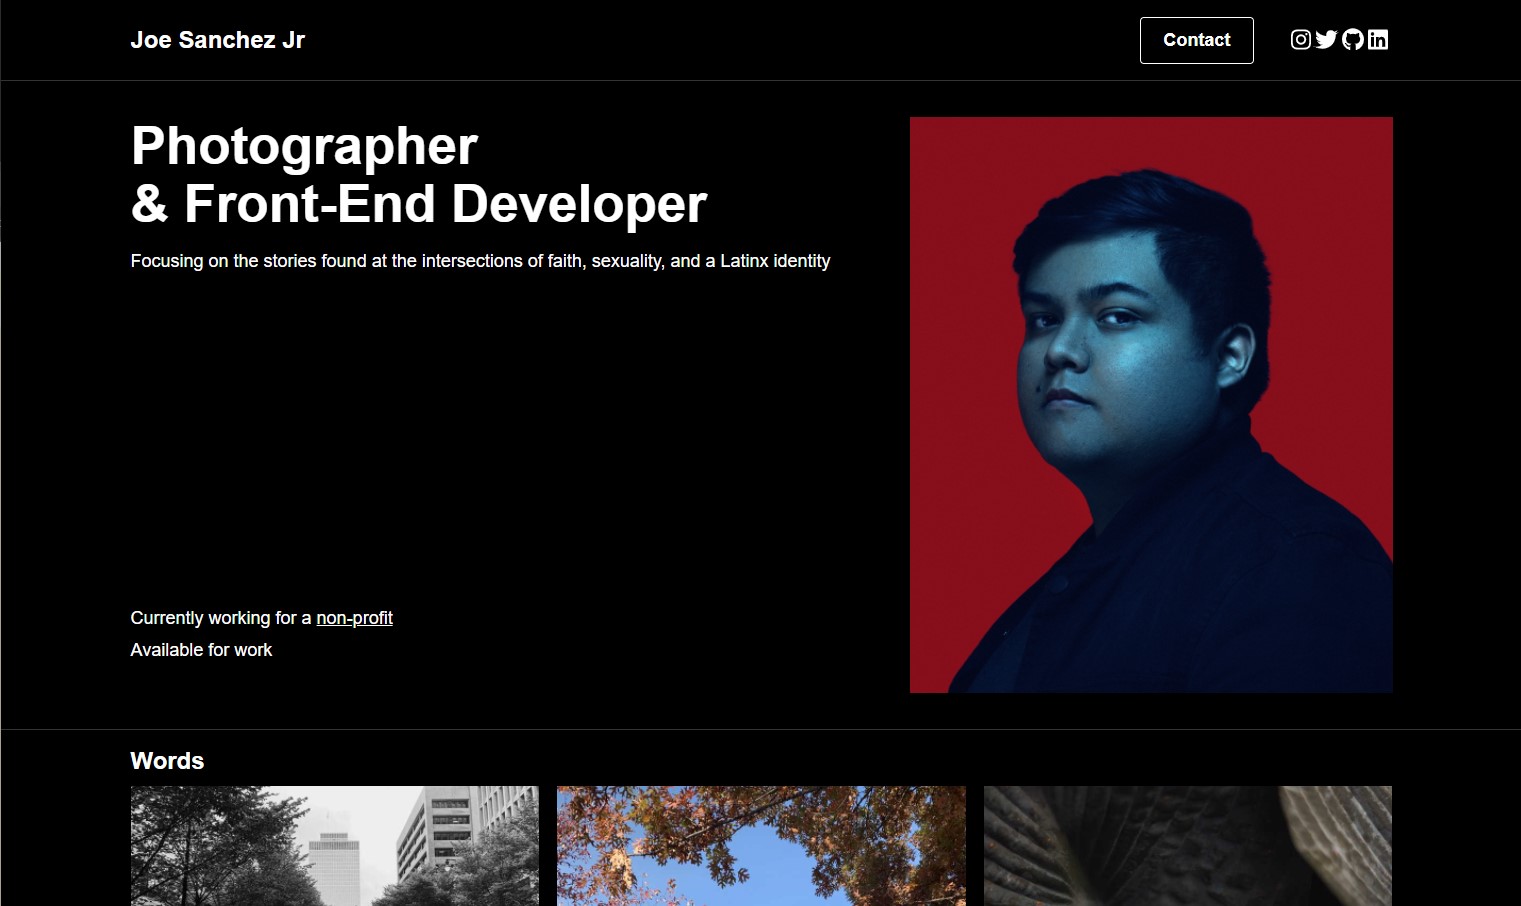 Joe Sanchez Jr
Contact
Photographer
& Front-End Developer
Focusing on the stories found at the intersections of faith, sexuality, and a Latinx identity
Currently working for a non-profit
Available for work
Words